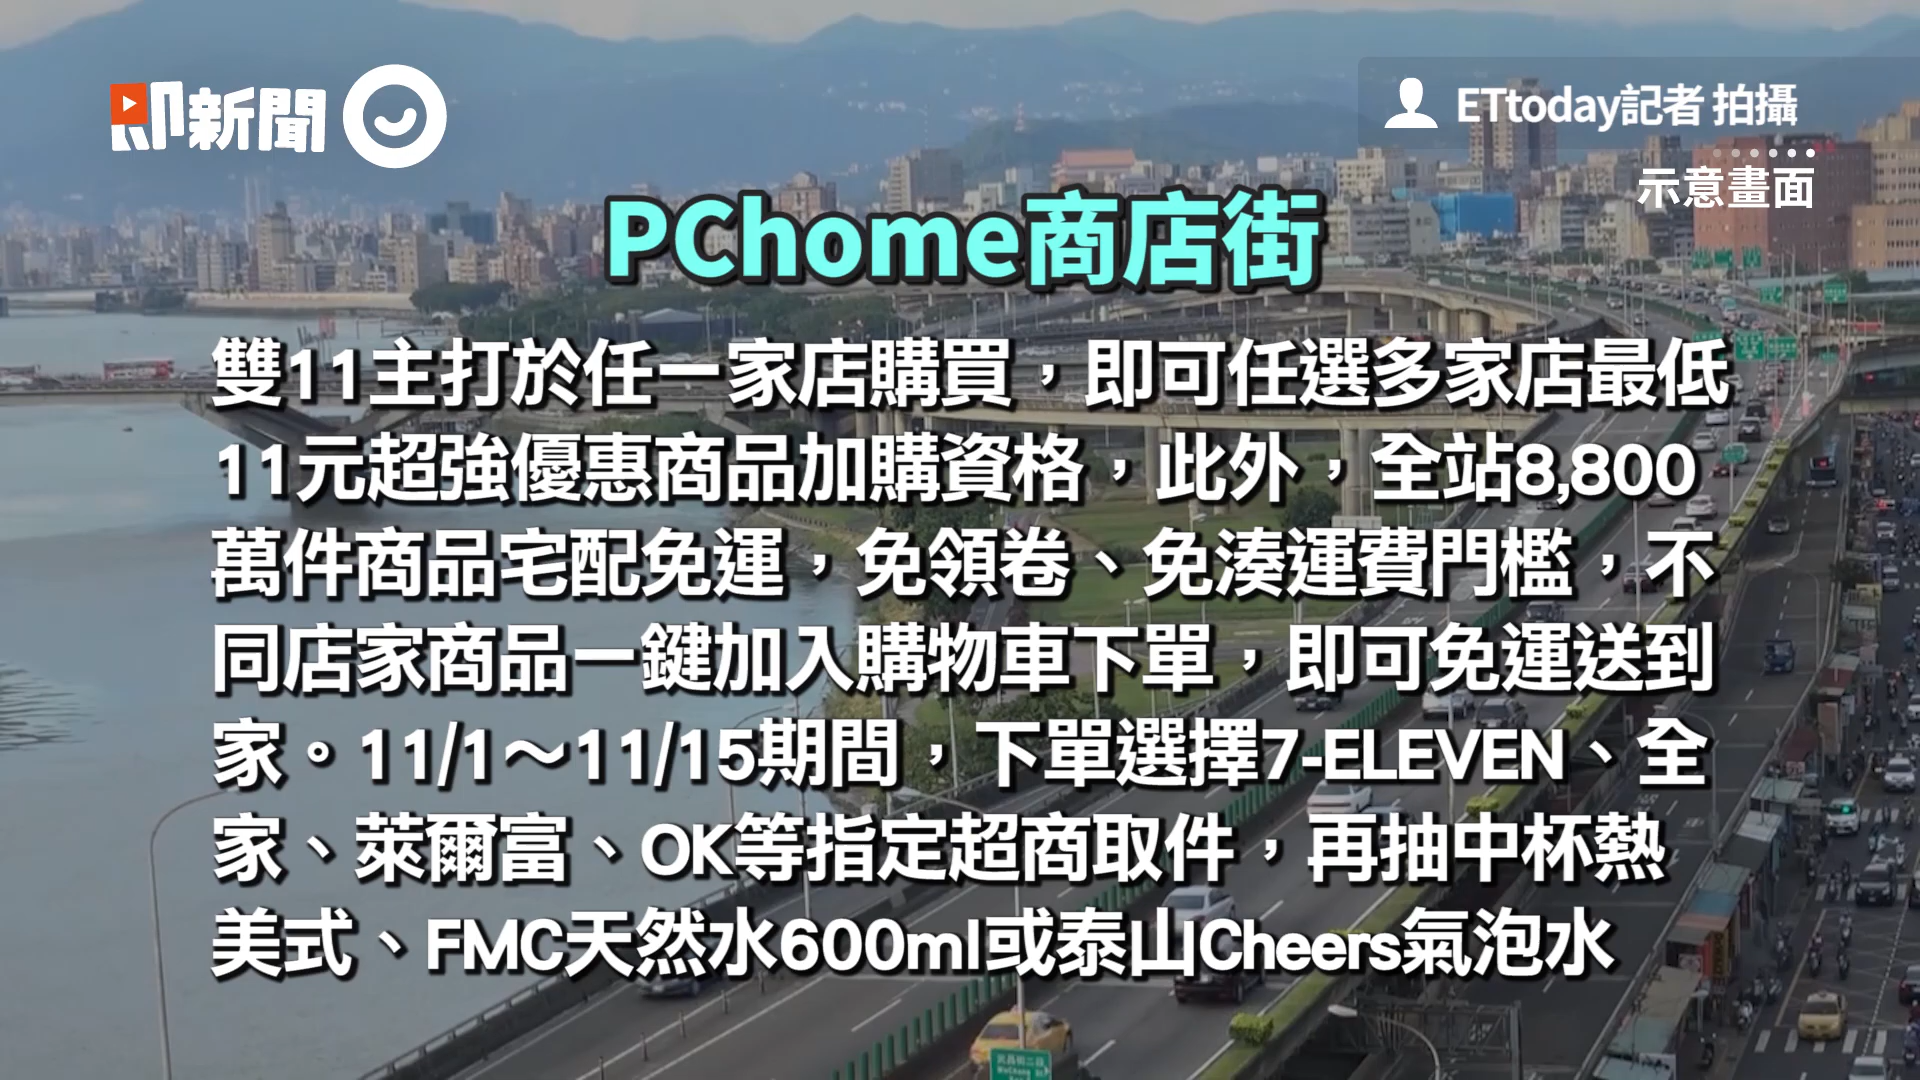 即新聞
ETtoday記者 拍攝
示意畫面
PChome商店街
雙11主打於任一家店購買，即可任選多家店最低
11元超強優惠商品加購資格，此外，全站8,800
萬件商品宅配免運，免領卷、免湊運費門檻，不
同店家商品一鍵加入購物車下單，即可免運送到
家。11/1～11/15期間，下單選擇7-ELEVEN、全
家、萊爾富、OK等指定超商取件，再抽中杯熱
美式、FMC天然水600ml或泰山Cheers氣泡水